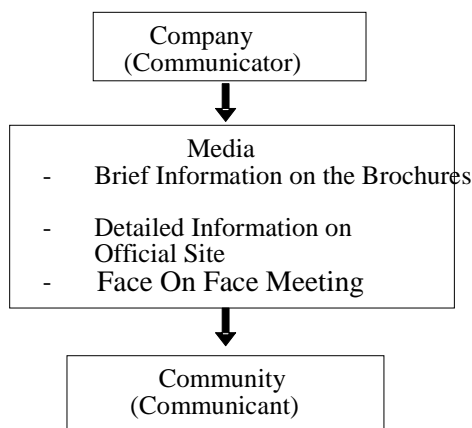 Company
(Communicator)
Media
- Brief Information on the Brochures
- Detailed Information on
Official Site
- Face On Face Meeting
Community
(Communicant)